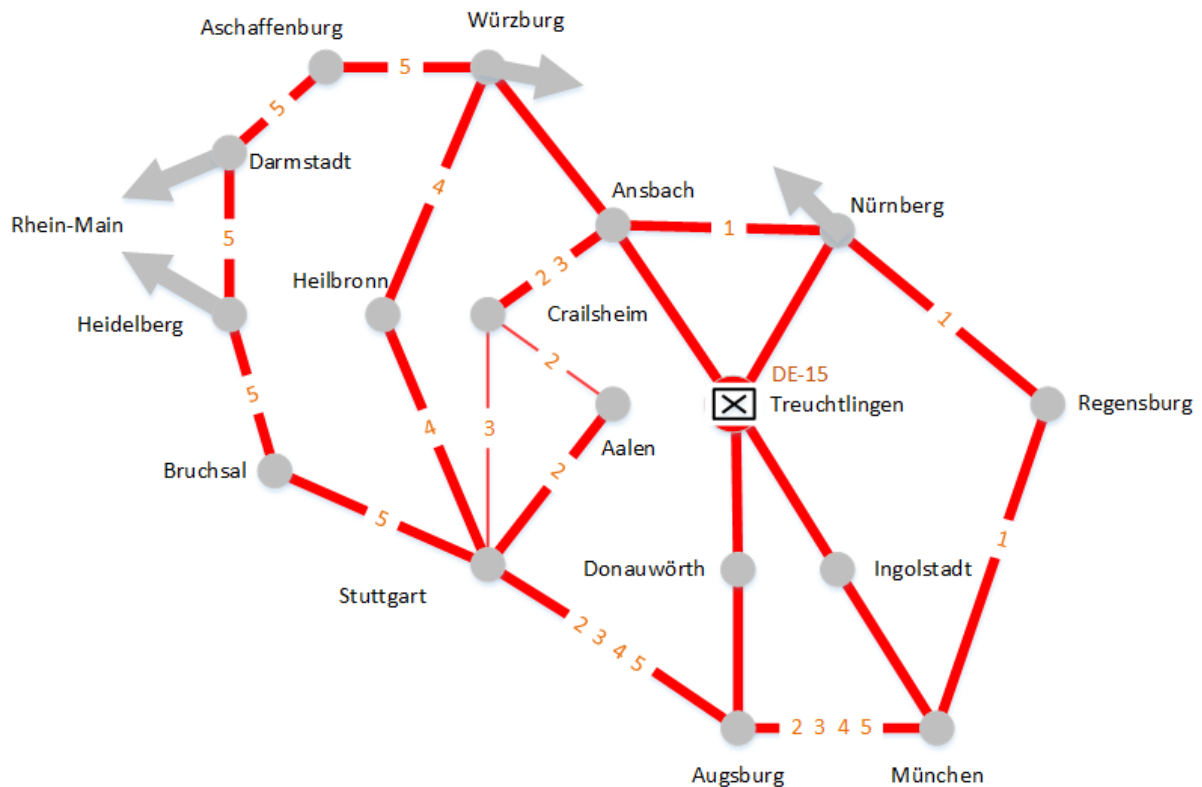 Würzburg
Aschaffenburg
5
5
Darmstadt
4
Ansbach
Nürnberg
Rhein-Main
5
1
2 3
Heilbronn
Heidelberg
Crailsheim
1
2
DE-15
Treuchtlingen
Regensburg
5
4
3
Aalen
Bruchsal
2
5
1
Stuttgart
Donauwörth
Ingolstadt
2 3 4 5
2 3 4 5
Augsburg
München